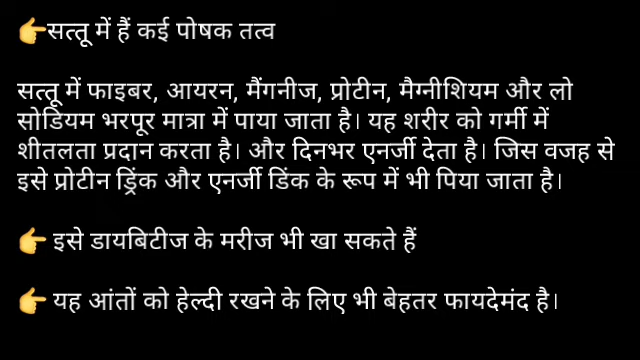 👉सत्तू में हैं कई पोषक तत्व
सत्तू में फाइबर, आयरन, मैंगनीज, प्रोटीन, मैग्नीशियम और लो
सोडियम भरपूर मात्रा में पाया जाता है। यह शरीर को गर्मी में
शीतलता प्रदान करता है। और दिनभर एनर्जी देता है। जिस वजह से
इसे प्रोटीन ड्रिंक और एनर्जी डिंक के रूप में भी पिया जाता है।
👉 इसे डायबिटीज के मरीज भी खा सकते हैं
👉 यह आंतों को हेल्दी रखने के लिए भी बेहतर फायदेमंद है।